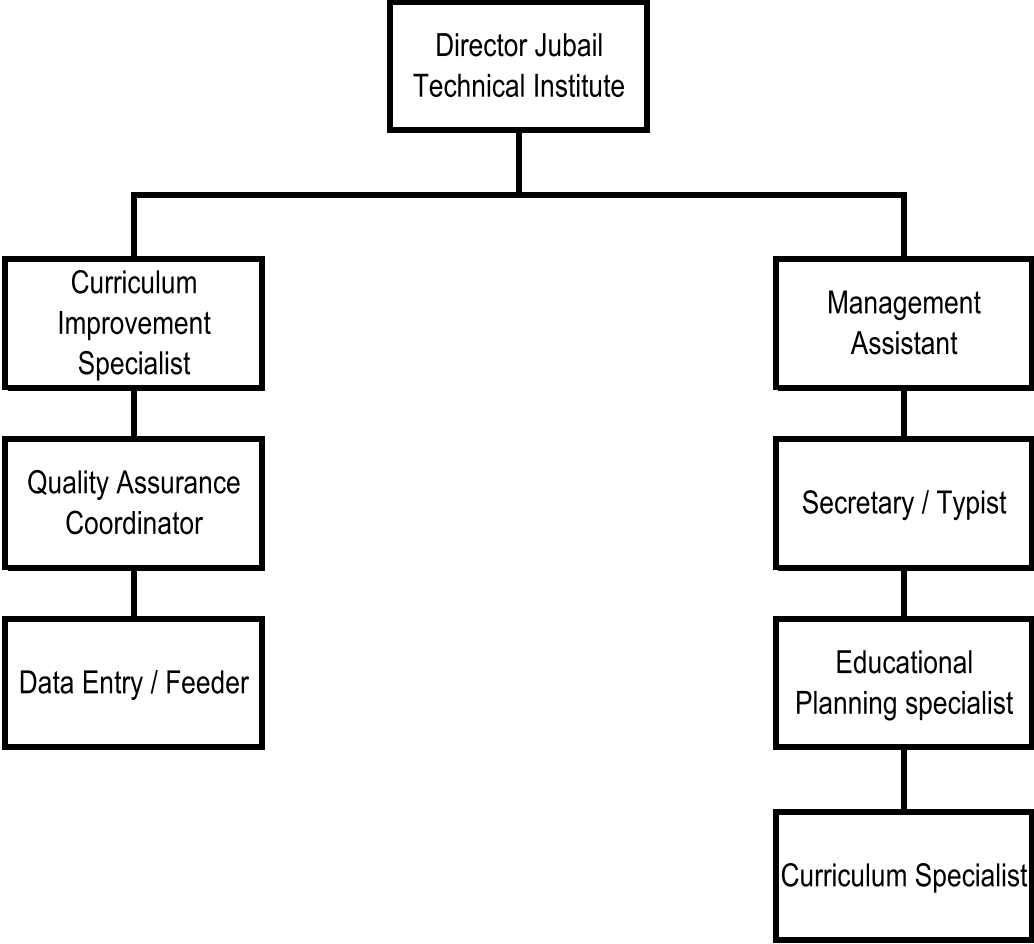 Director Jubail
Technical Institute
Curriculum
Improvement
Specialist
Management
Assistant
Quality Assurance
Coordinator
Secretary / Typist
Data Entry / Feeder
Educational
Planning specialist
Curriculum Specialist